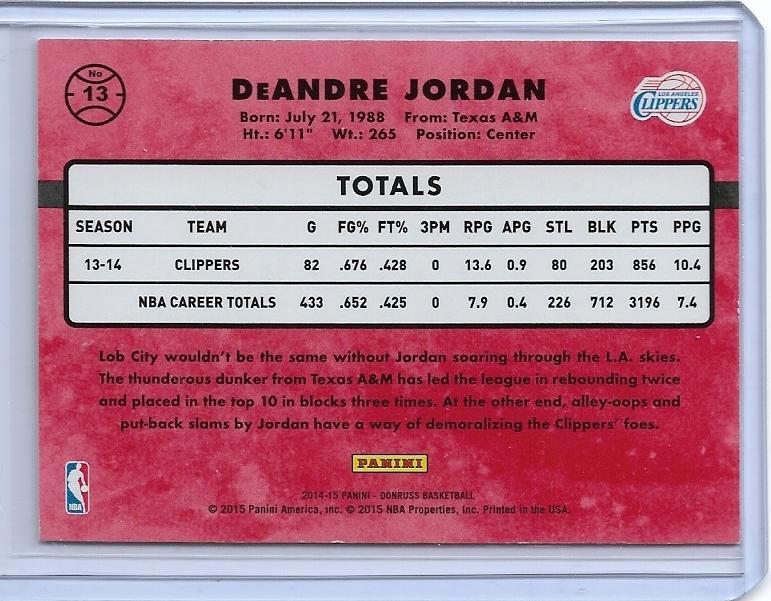 No
13
DeANDRE JORDAN
Born: July 21, 1988 From: Texas A&M
Ht.: 6'11" Wt.: 265 Position: Center
LOS ANGELES
CLIPPERS
TOTALS
SEASON TEAM G FG% FT% 3PM RPG APG STL BLK PTS PPG
13-14 CLIPPERS 82 .676 .428 0 13.6 0.9 80 203 856 10.4
NBA CAREER TOTALS 433 .652 .425 0 7.9 0.4 226 712 3196 7.4
Lob City wouldn't be the same without Jordan soaring through the L.A. skies.
The thunderous dunker from Texas A&M has led the league in rebounding twice
and placed in the top 10 in blocks three times. At the other end, alley-oops and
put-back slams by Jordan have a way of demoralizing the Clippers' foes.
PANINI
NBA
2014-15 PANINI - DONRUSS BASKETBALL
© 2015 Panini America, Inc. © 2015 NBA Properties, Inc. Printed in the USA.